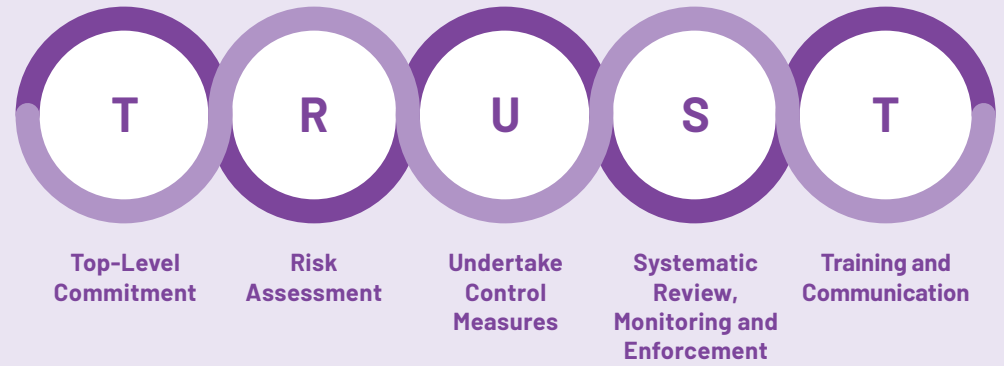 T
R
U
S
T
Top-Level
Commitment
Risk
Assessment
Undertake
Control
Measures
Systematic
Review,
Monitoring and
Enforcement
Training and
Communication